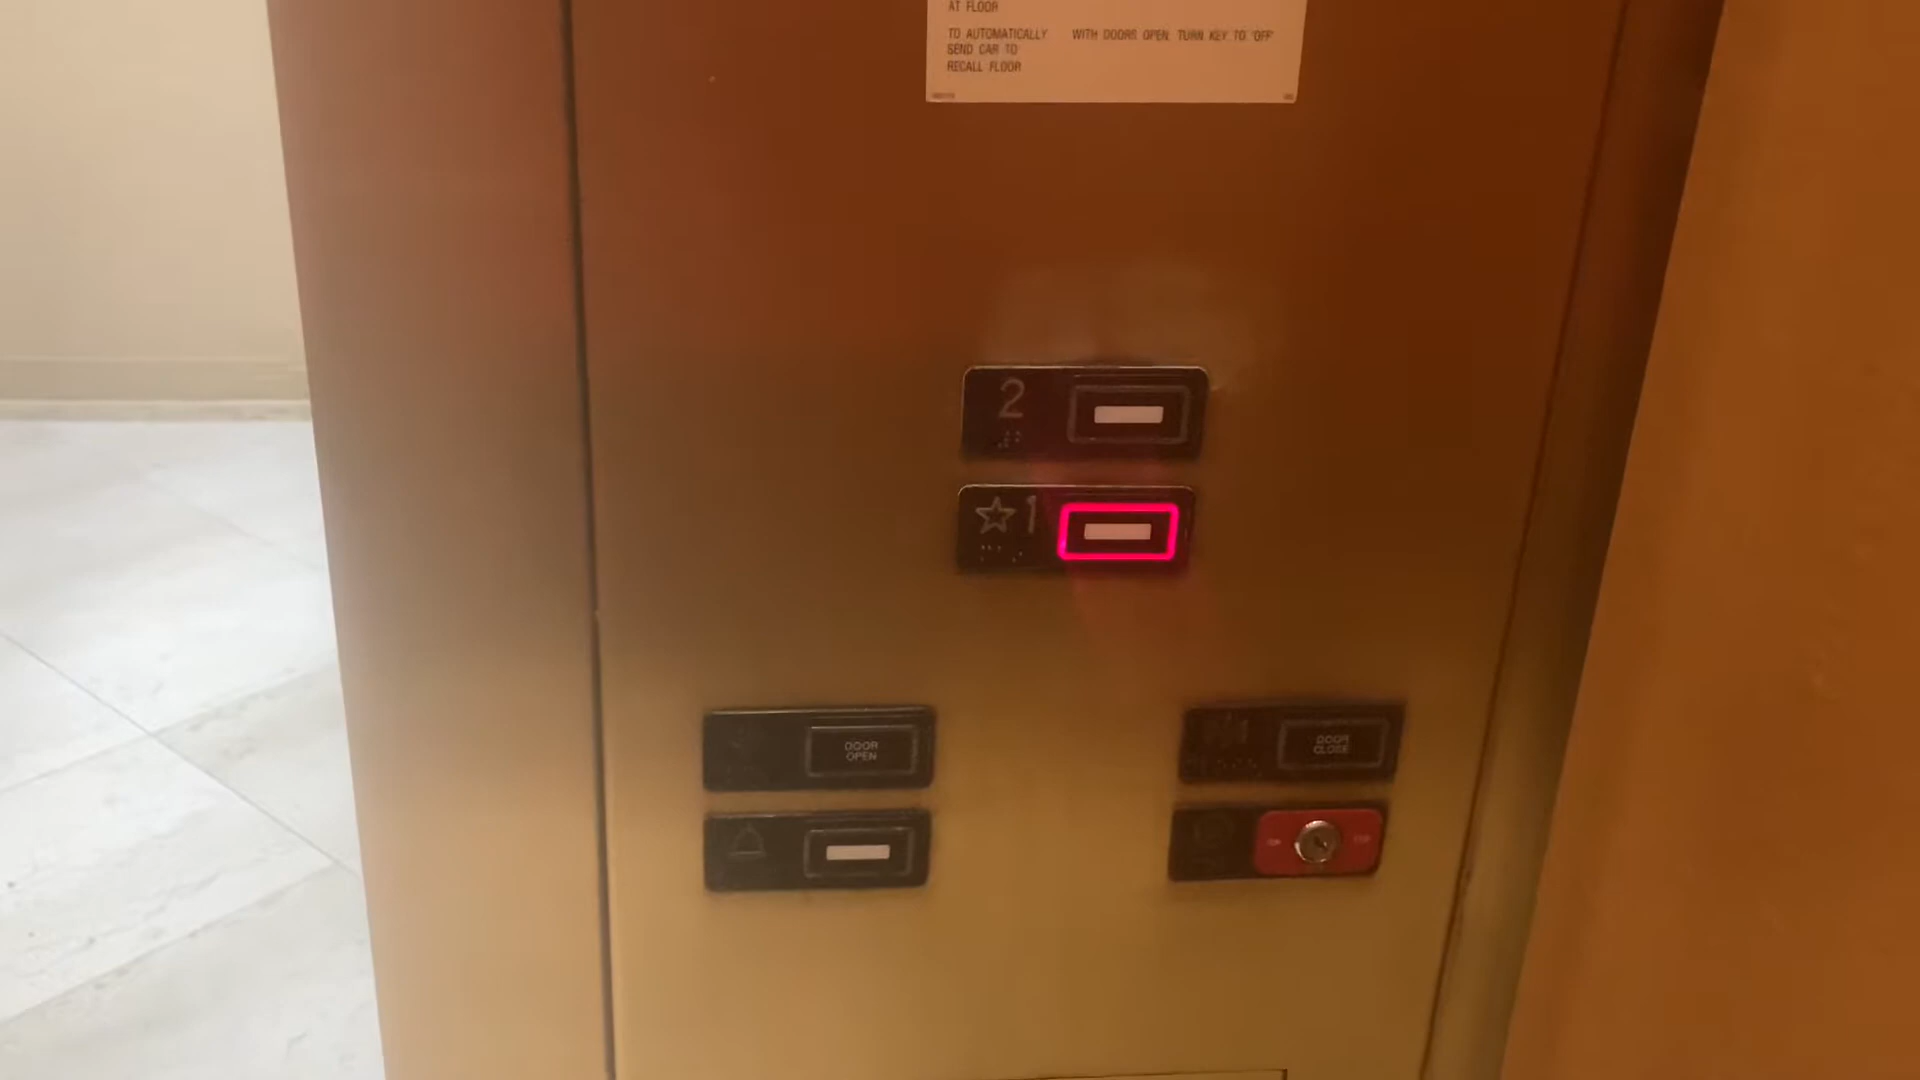 AT FLOOR
TO AUTOMATICALLY WITH DOORS OPEN, TURN KEY TO 'OFF'
SEND CAR TO
RECALL FLOOR
2
☆1
DOOR OPEN
DOOR CLOSE